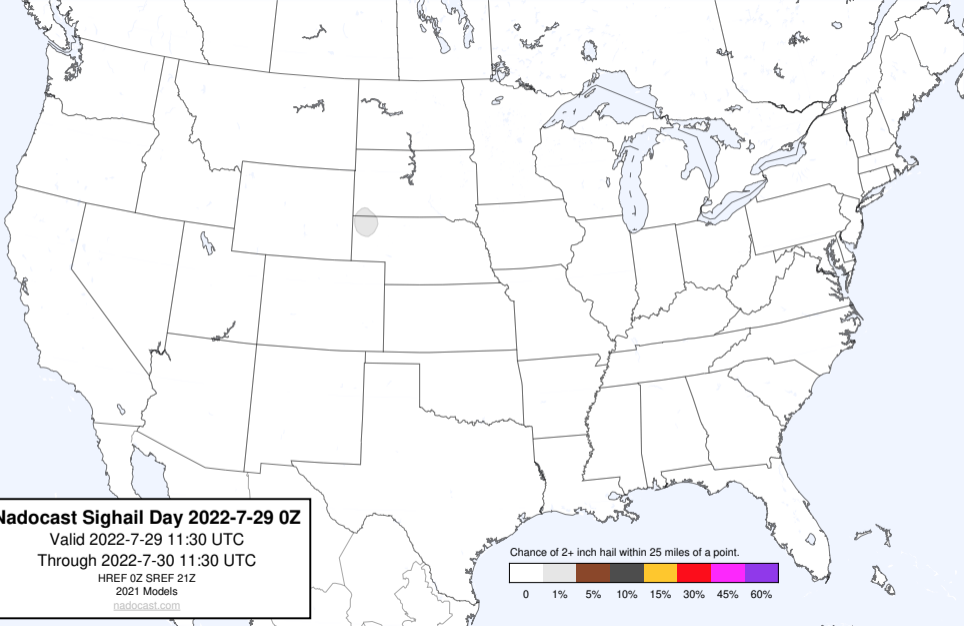 Nadocast Sighail Day 2022-7-29 0Z
Valid 2022-7-29 11:30 UTC
Through 2022-7-30 11:30 UTC
HREF 0Z SREF 21Z
2021 Models
nadocast.com
Chance of 2+ inch hail within 25 miles of a point.
0 1% 5% 10% 15% 30% 45% 60%